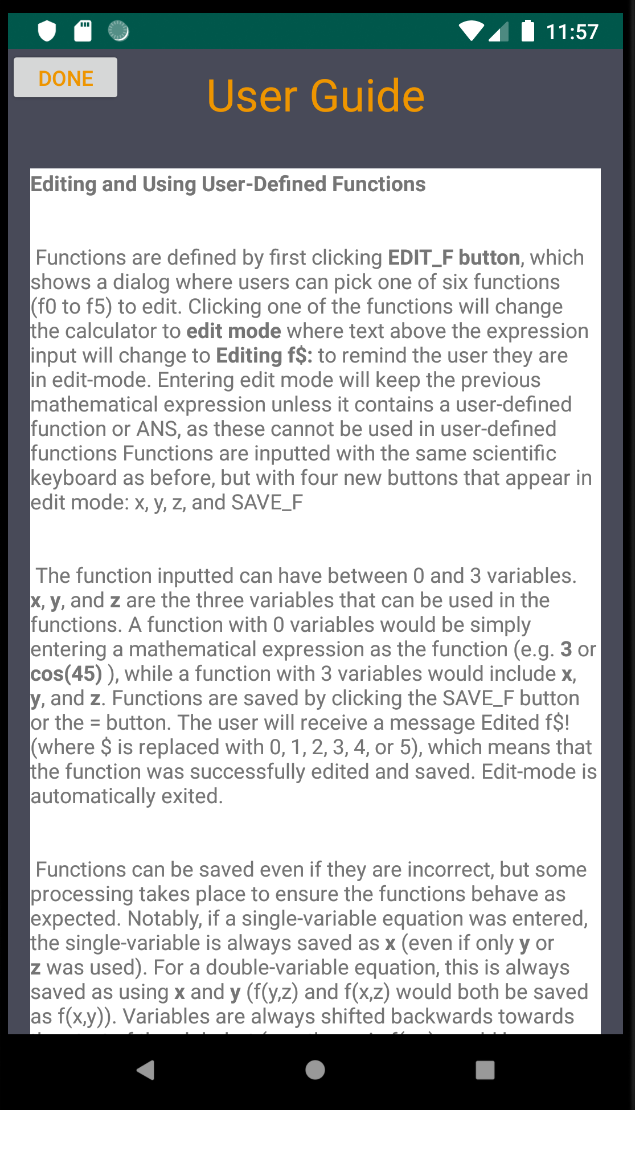 11:57
DONE
User Guide
Editing and Using User-Defined Functions
Functions are defined by first clicking EDIT_F button, which
shows a dialog where users can pick one of six functions
(f0 to f5) to edit. Clicking one of the functions will change
the calculator to edit mode where text above the expression
input will change to Editing f$: to remind the user they are
in edit-mode. Entering edit mode will keep the previous
mathematical expression unless it contains a user-defined
function or ANS, as these cannot be used in user-defined
functions Functions are inputted with the same scientific
keyboard as before, but with four new buttons that appear in
edit mode: x, y, z, and SAVE_F
The function inputted can have between 0 and 3 variables.
x, y, and z are the three variables that can be used in the
functions. A function with 0 variables would be simply
entering a mathematical expression as the function (e.g. 3 or
cos(45) ), while a function with 3 variables would include x,
y, and z. Functions are saved by clicking the SAVE_F button
or the = button. The user will receive a message Edited f$!
(where $ is replaced with 0, 1, 2, 3, 4, or 5), which means that
the function was successfully edited and saved. Edit-mode is
automatically exited.
Functions can be saved even if they are incorrect, but some
processing takes place to ensure the functions behave as
expected. Notably, if a single-variable equation was entered,
the single-variable is always saved as x (even if only y or
z was used). For a double-variable equation, this is always
saved as using x and y (f(y,z) and f(x,z) would both be saved
as f(x,y)). Variables are always shifted backwards towards